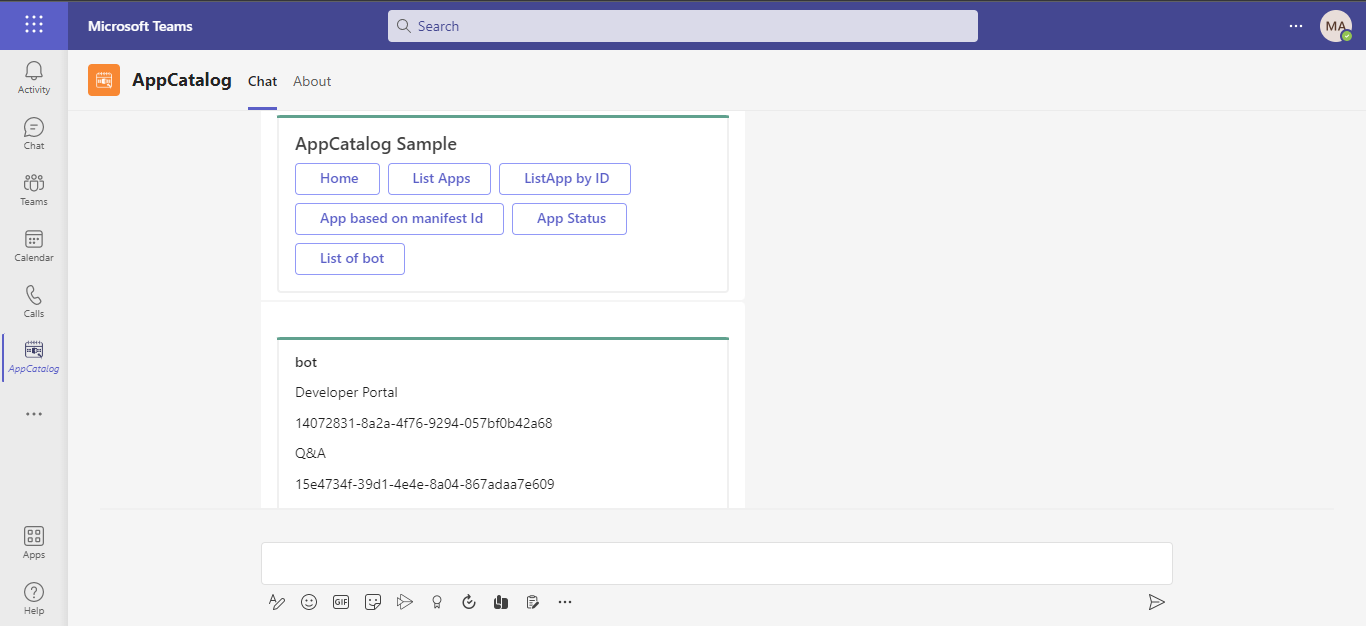 Microsoft Teams
Search
MA
Activity
Chat
Teams
Calendar
Calls
AppCatalog
Apps
Help
AppCatalog Chat About
AppCatalog Sample
Home List Apps ListApp by ID
App based on manifest Id App Status
List of bot
bot
Developer Portal
14072831-8a2a-4f76-9294-057bf0b42a68
Q&A
15e4734f-39d1-4e4e-8a04-867adaa7e609
GIF